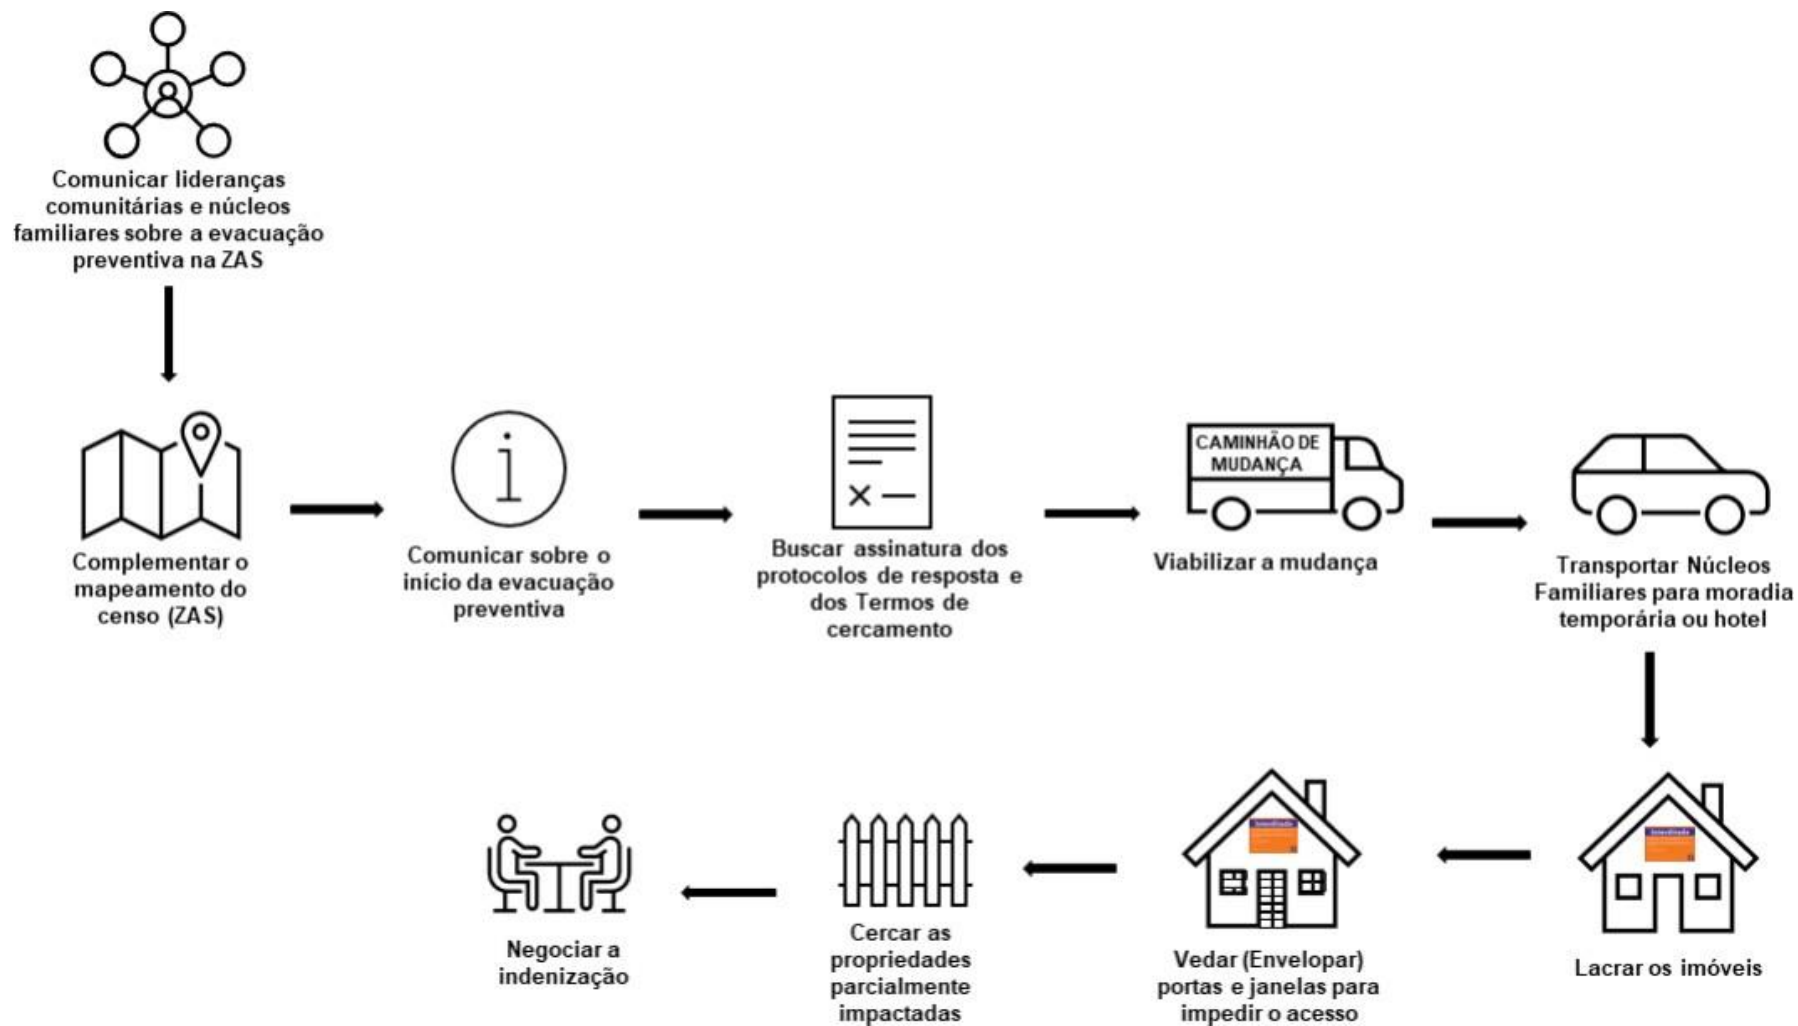 Comunicar lideranças
comunitárias e núcleos
familiares sobre a evacuação
preventiva na ZAS
Complementar o
mapeamento do
censo (ZAS)
Comunicar sobre o
início da evacuação
preventiva
Buscar assinatura dos
protocolos de resposta e
dos Termos de
cercamento
CAMINHÃO DE
MUDANÇA
Viabilizar a mudança
Transportar Núcleos
Familiares para moradia
temporária ou hotel
Interditado
Lacrar os imóveis
Interditado
Vedar (Envelopar)
portas e janelas para
impedir o acesso
Cercar as
propriedades
parcialmente
impactadas
Negociar a
indenização